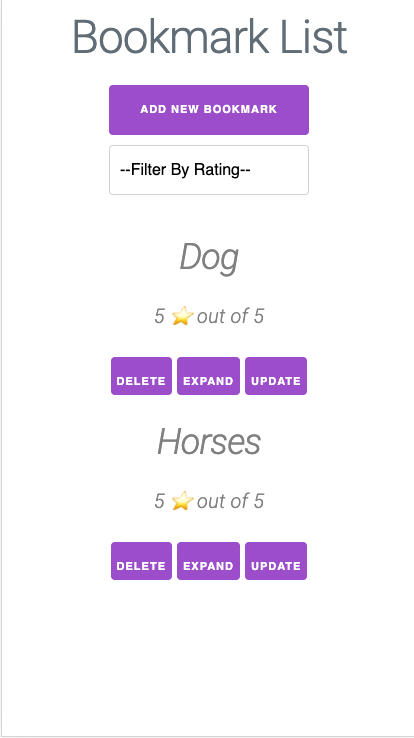 Bookmark List
ADD NEW BOOKMARK
--Filter By Rating--
Dog
5 ⭐ out of 5
DELETE EXPAND UPDATE
Horses
5 ⭐ out of 5
DELETE EXPAND UPDATE